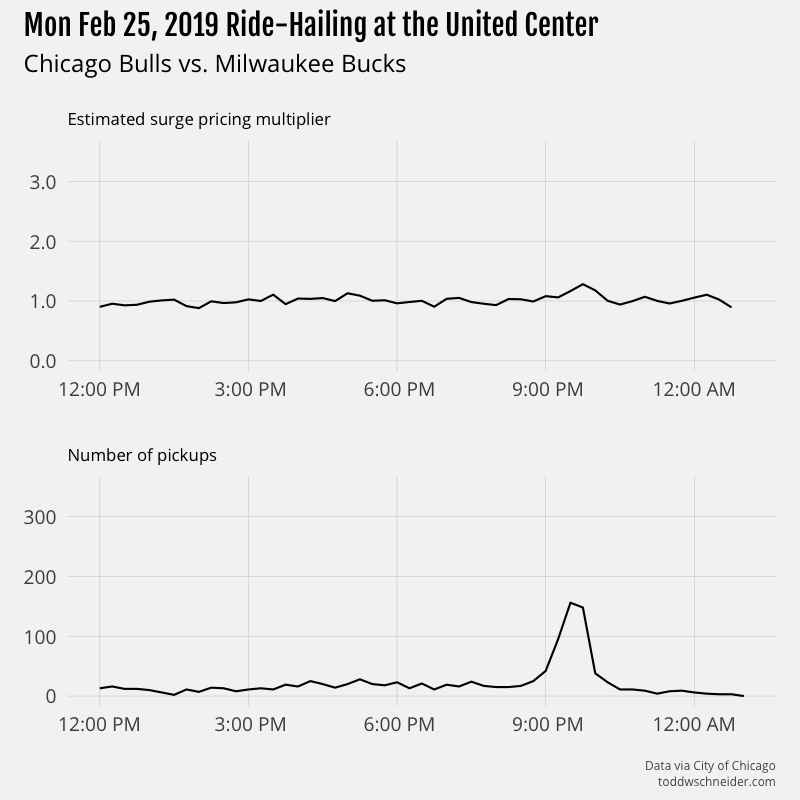 Mon Feb 25, 2019 Ride-Hailing at the United Center
Chicago Bulls vs. Milwaukee Bucks
Estimated surge pricing multiplier
3.0
2.0
1.0
0.0
12:00 PM 3:00 PM 6:00 PM 9:00 PM 12:00 AM
Number of pickups
300
200
100
0
12:00 PM 3:00 PM 6:00 PM 9:00 PM 12:00 AM
Data via City of Chicago
toddwschneider.com